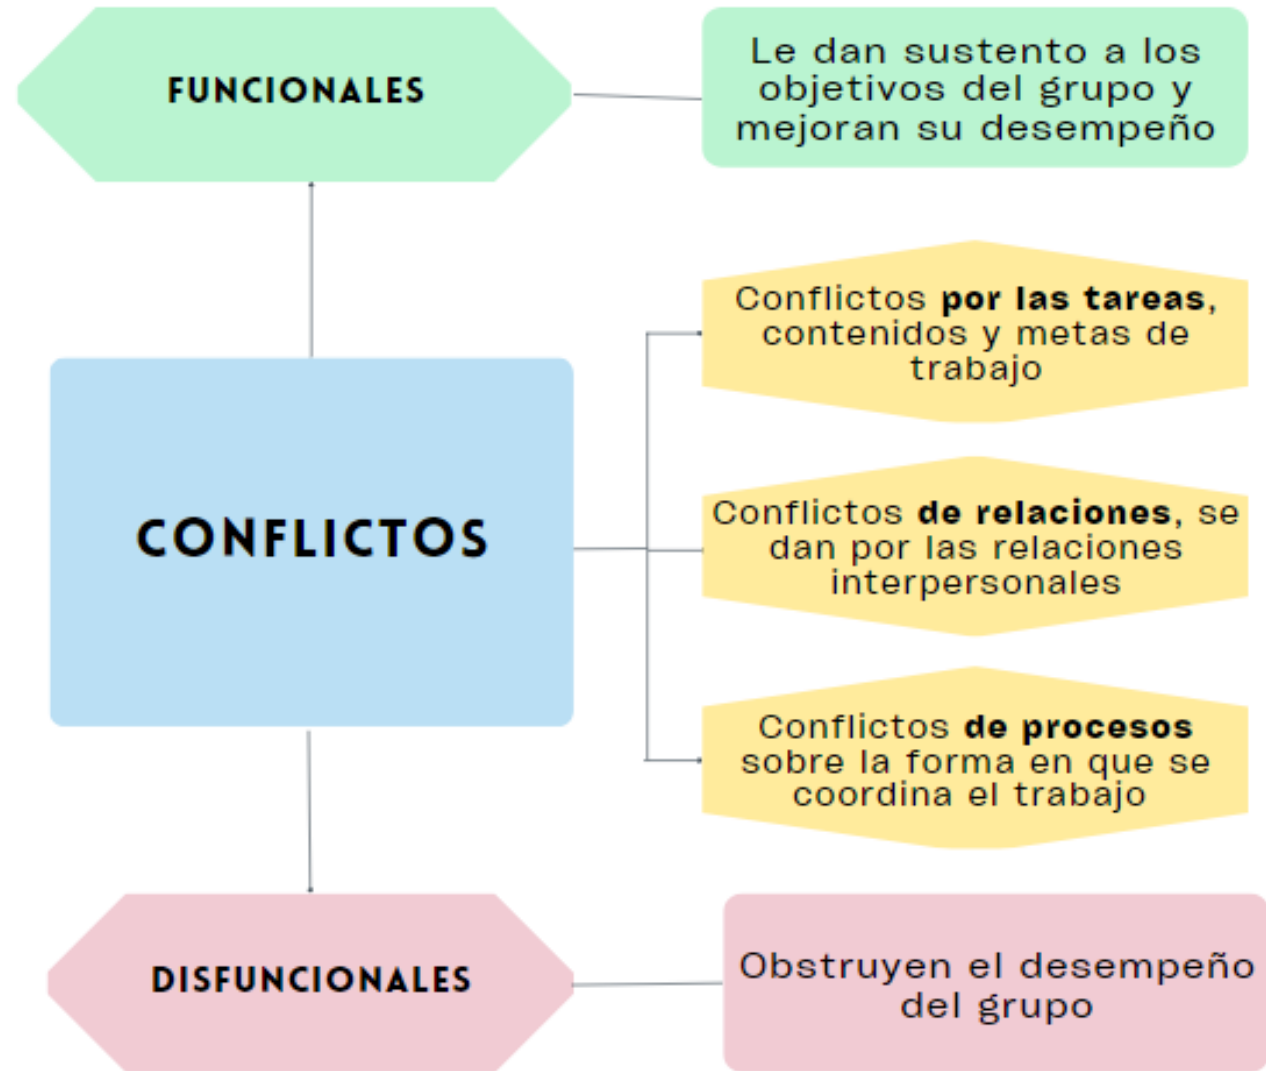 FUNCIONALES
Le dan sustento a los
objetivos del grupo y
mejoran su desempeño
Conflictos por las tareas,
contenidos y metas de
trabajo
CONFLICTOS
Conflictos de relaciones, se
dan por las relaciones
interpersonales
Conflictos de procesos
sobre la forma en que se
coordina el trabajo
DISFUNCIONALES
Obstruyen el desempeño
del grupo